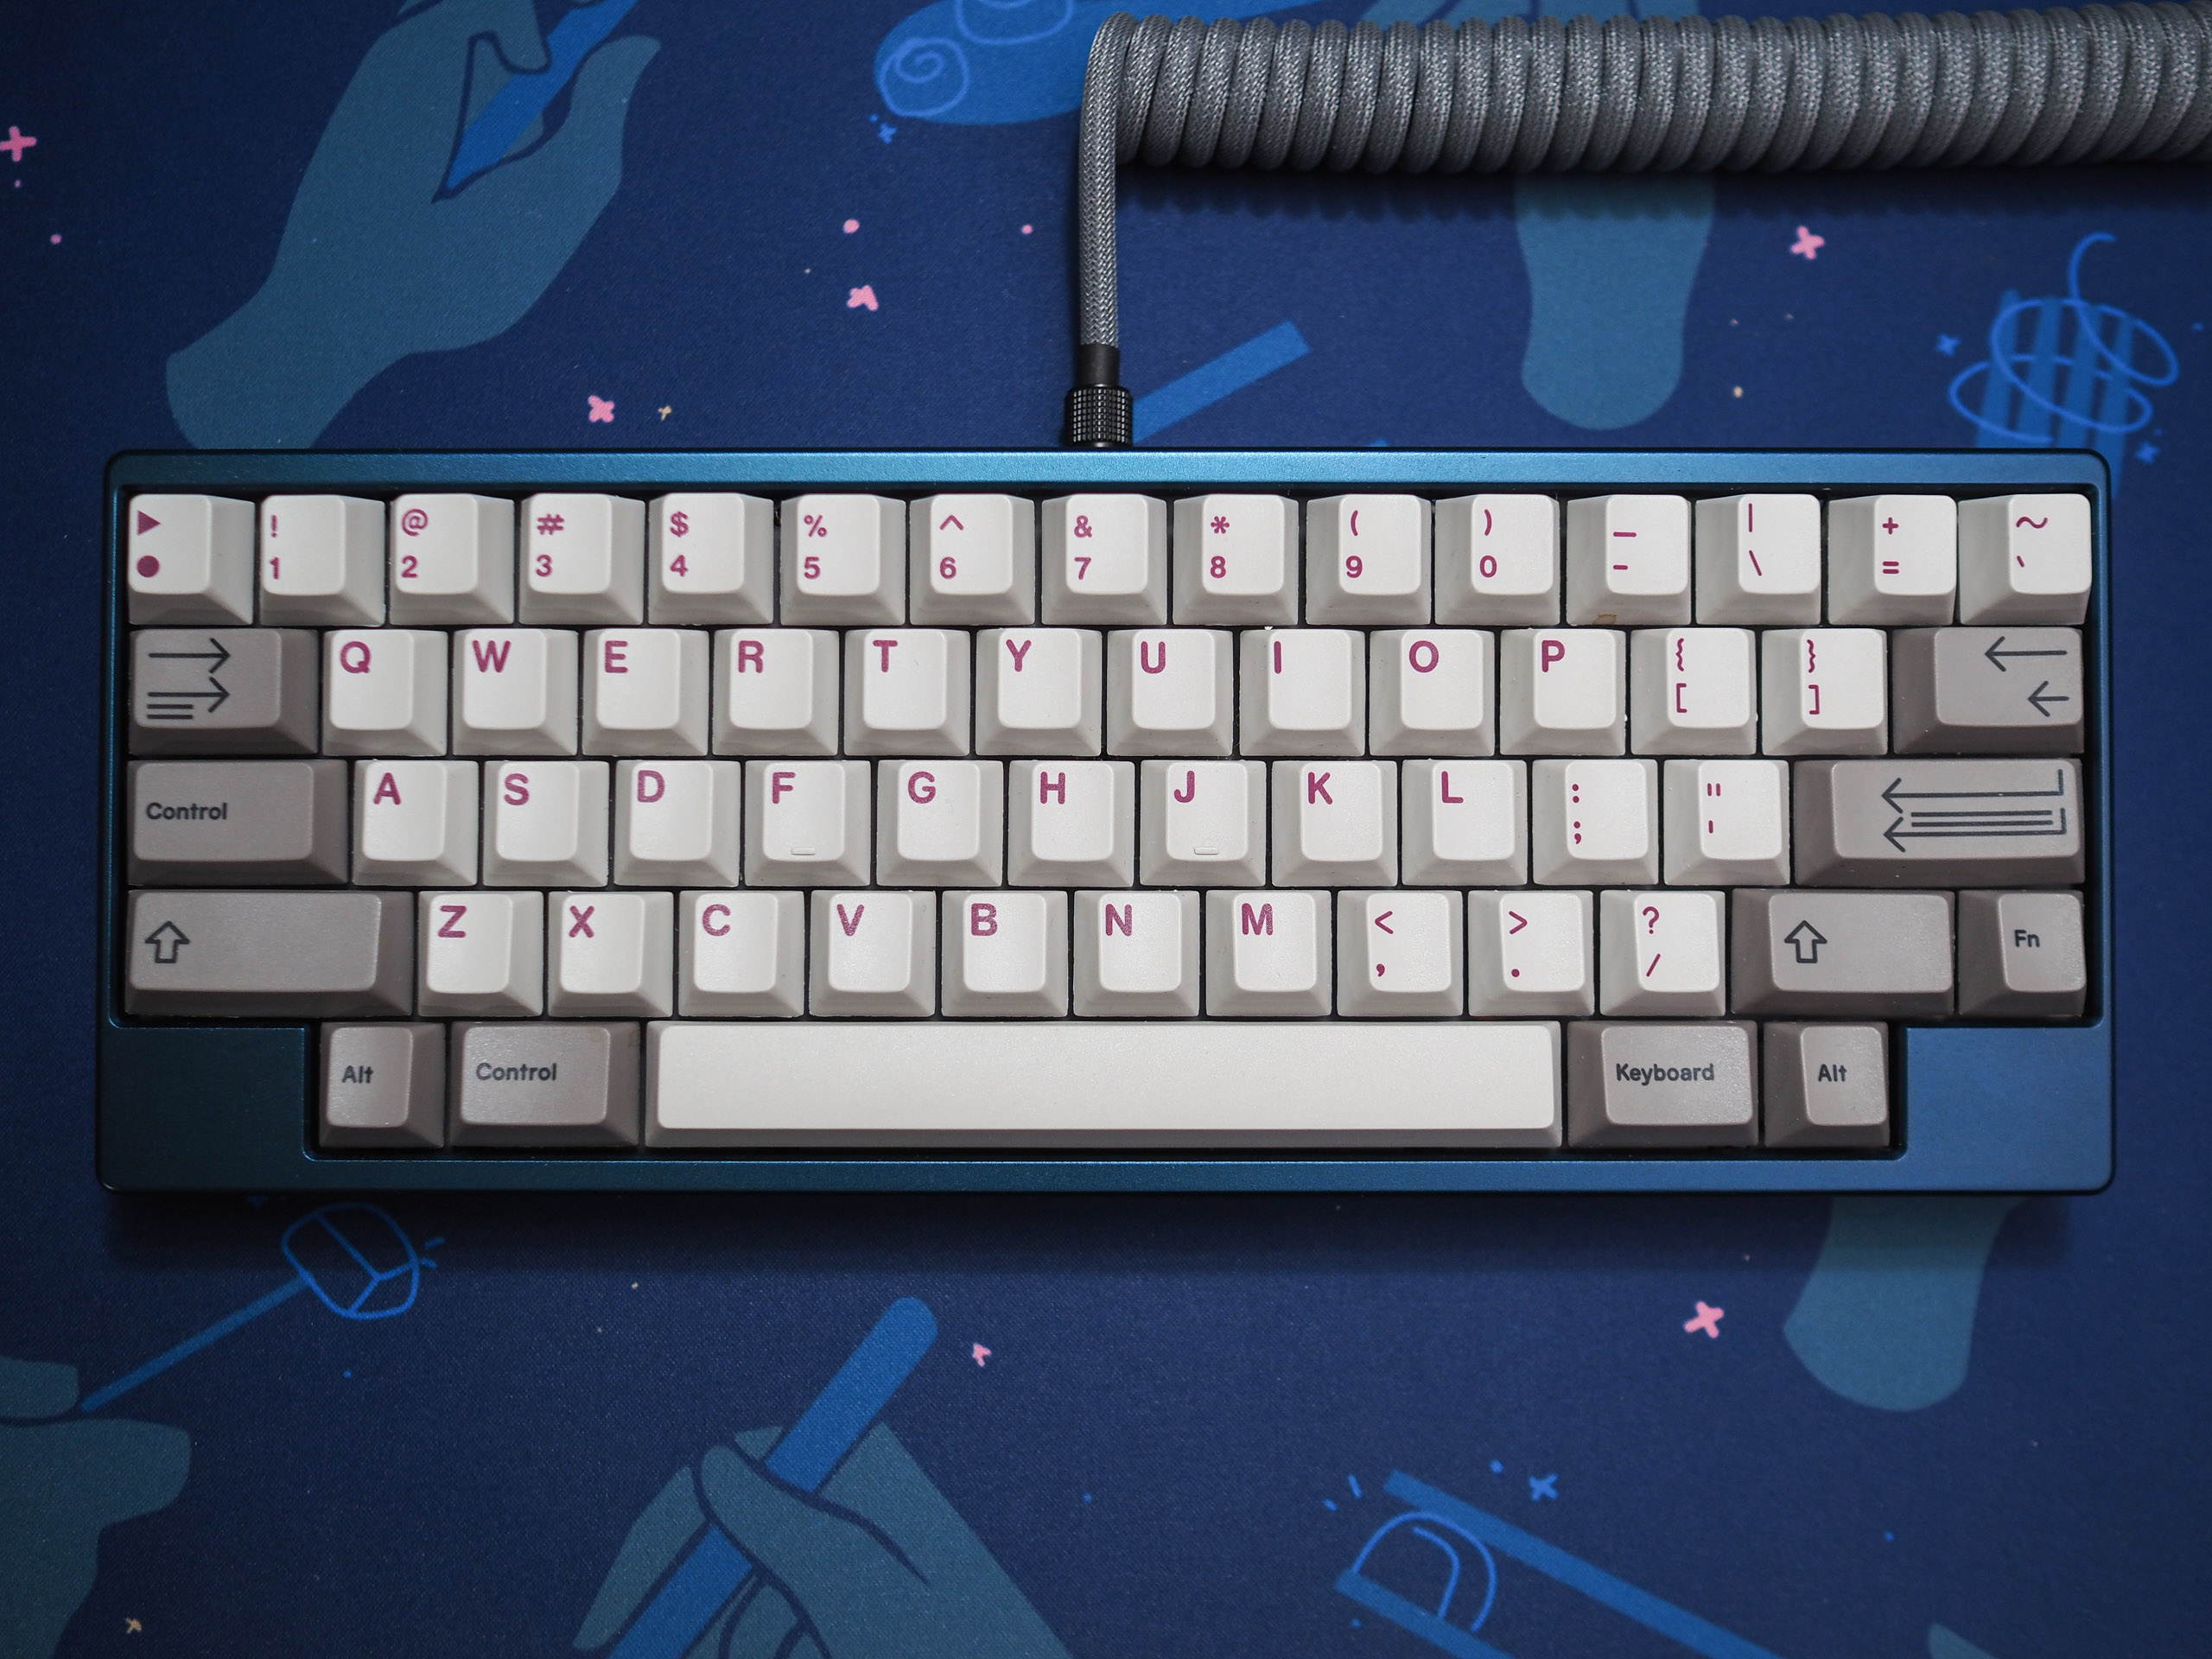 ! @ # $ % ^ & * ( ) _ | + ~
1 2 3 4 5 6 7 8 9 0 - \ = `
Q W E R T Y U I O P { }
[ ]
Control A S D F G H J K L : "
; '
Z X C V B N M < > ? Fn
, . /
Alt Control Keyboard Alt